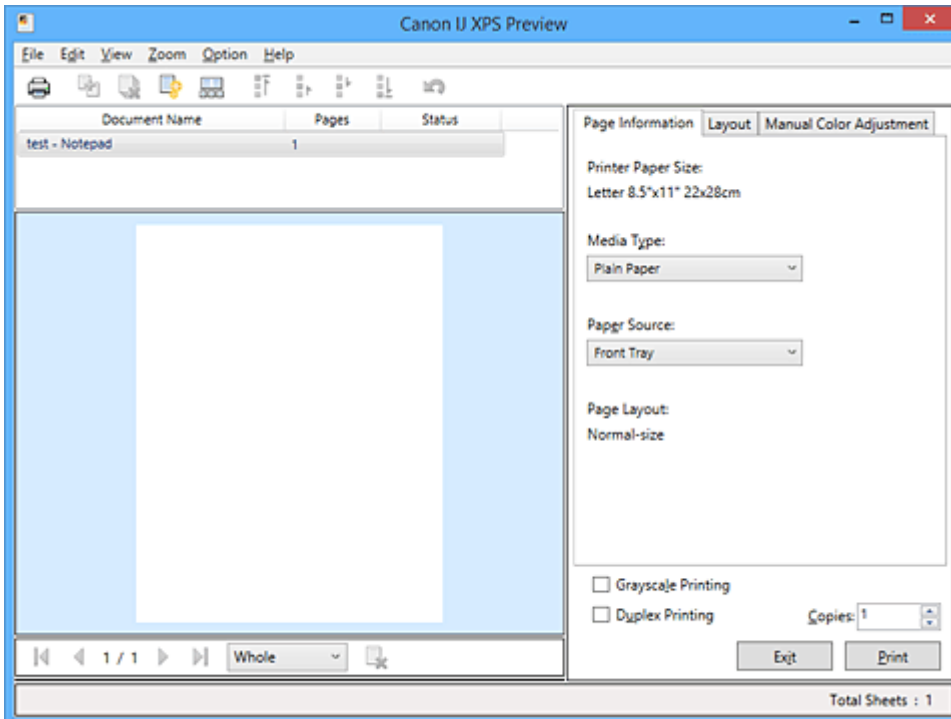 Canon IJ XPS Preview
File Edit View Zoom Option Help
Document Name Pages Status
test - Notepad 1
Page Information Layout Manual Color Adjustment
Printer Paper Size:
Letter 8.5"x11" 22x28cm
Media Type:
Plain Paper
Paper Source:
Front Tray
Page Layout:
Normal-size
Grayscale Printing
Duplex Printing
Copies: 1
1 / 1 Whole
Exit Print
Total Sheets : 1